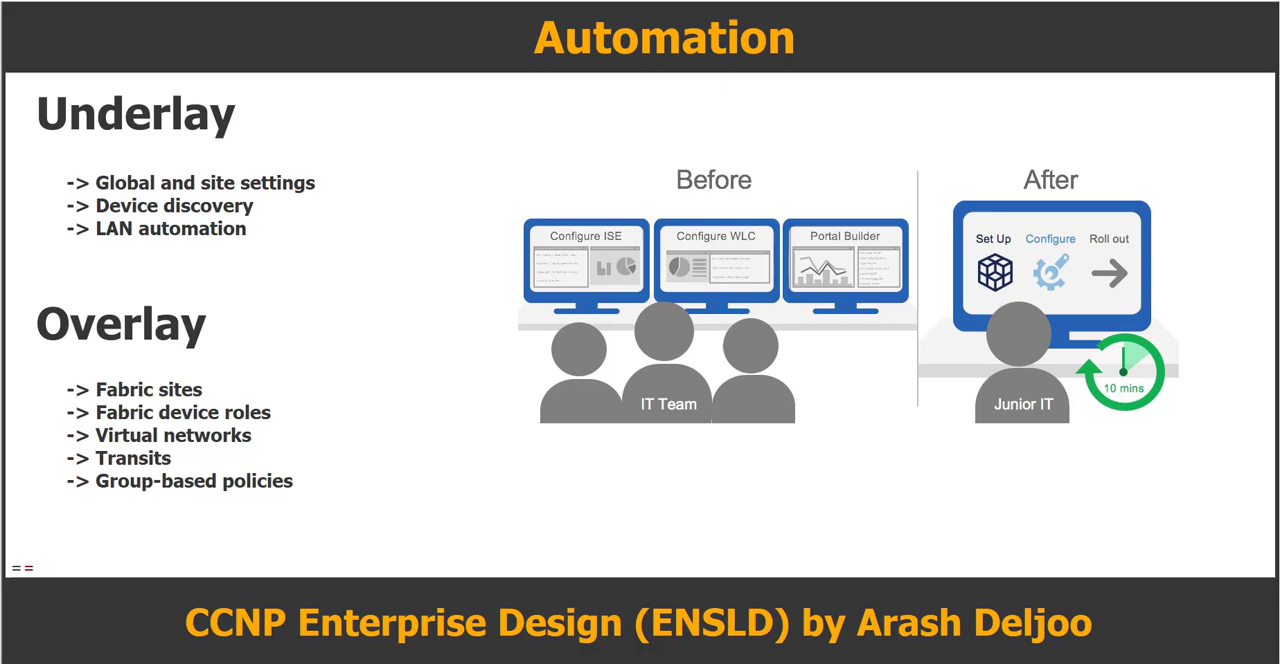 Automation
Underlay
-> Global and site settings
-> Device discovery
-> LAN automation
Overlay
-> Fabric sites
-> Fabric device roles
-> Virtual networks
-> Transits
-> Group-based policies
Before
Configure ISE
Configure WLC
Portal Builder
IT Team
After
Set Up Configure Roll out
10 mins
Junior IT
==
CCNP Enterprise Design (ENSLD) by Arash Deljoo